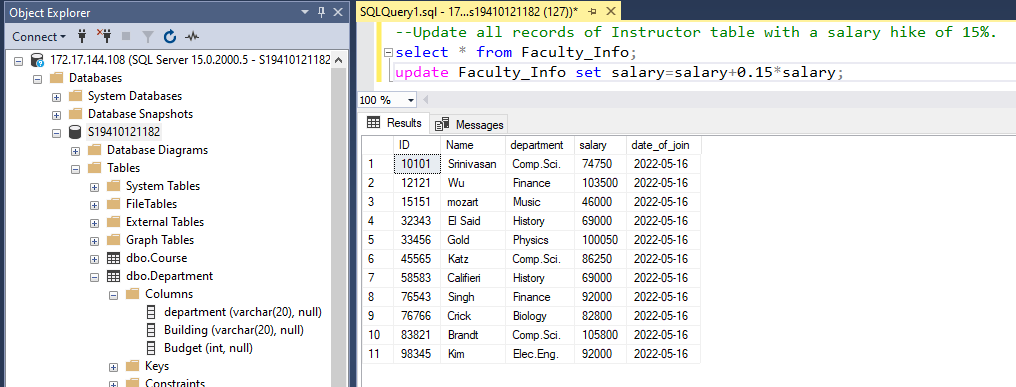 Object Explorer
Connect
172.17.144.108 (SQL Server 15.0.2000.5 - S19410121182
Databases
System Databases
Database Snapshots
S19410121182
Database Diagrams
Tables
System Tables
FileTables
External Tables
Graph Tables
dbo.Course
dbo.Department
Columns
department (varchar(20), null)
Building (varchar(20), null)
Budget (int, null)
Keys
Constraints
SQLQuery1.sql - 17...s19410121182 (127))*
--Update all records of Instructor table with a salary hike of 15%.
select * from Faculty_Info;
update Faculty_Info set salary=salary+0.15*salary;
100 %
Results Messages
ID Name department salary date_of_join
1 10101 Srinivasan Comp.Sci. 74750 2022-05-16
2 12121 Wu Finance 103500 2022-05-16
3 15151 mozart Music 46000 2022-05-16
4 32343 El Said History 69000 2022-05-16
5 33456 Gold Physics 100050 2022-05-16
6 45565 Katz Comp.Sci. 86250 2022-05-16
7 58583 Califieri History 69000 2022-05-16
8 76543 Singh Finance 92000 2022-05-16
9 76766 Crick Biology 82800 2022-05-16
10 83821 Brandt Comp.Sci. 105800 2022-05-16
11 98345 Kim Elec.Eng. 92000 2022-05-16